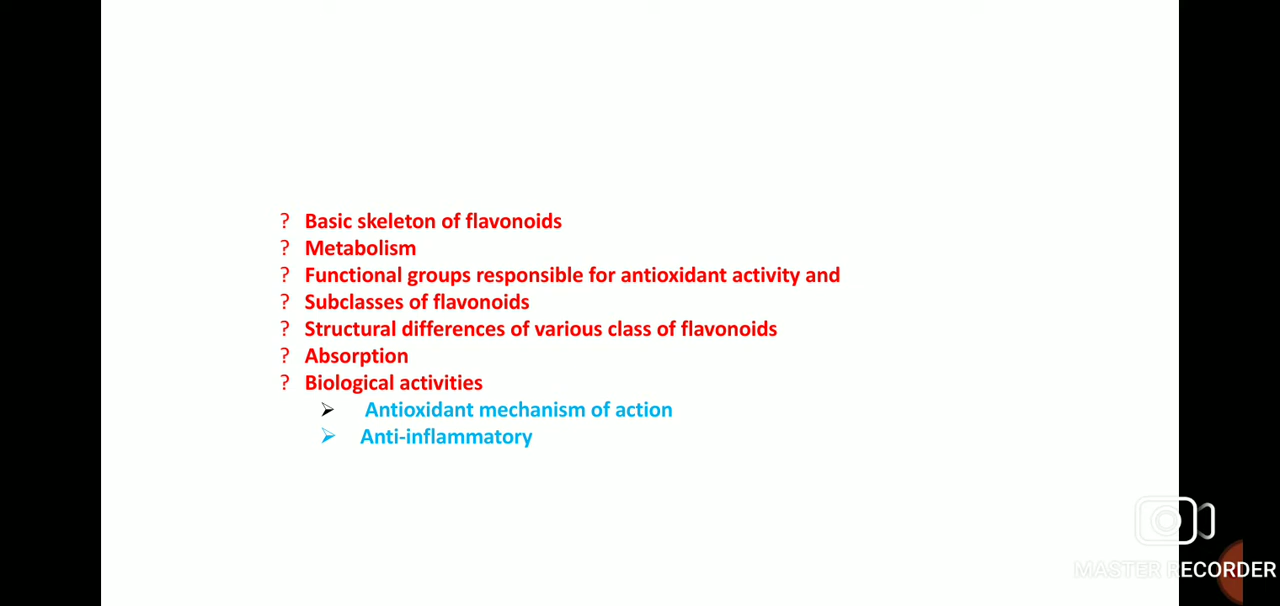 ? Basic skeleton of flavonoids
? Metabolism
? Functional groups responsible for antioxidant activity and
? Subclasses of flavonoids
? Structural differences of various class of flavonoids
? Absorption
? Biological activities
➢ Antioxidant mechanism of action
➢ Anti-inflammatory
MASTER RECORDER